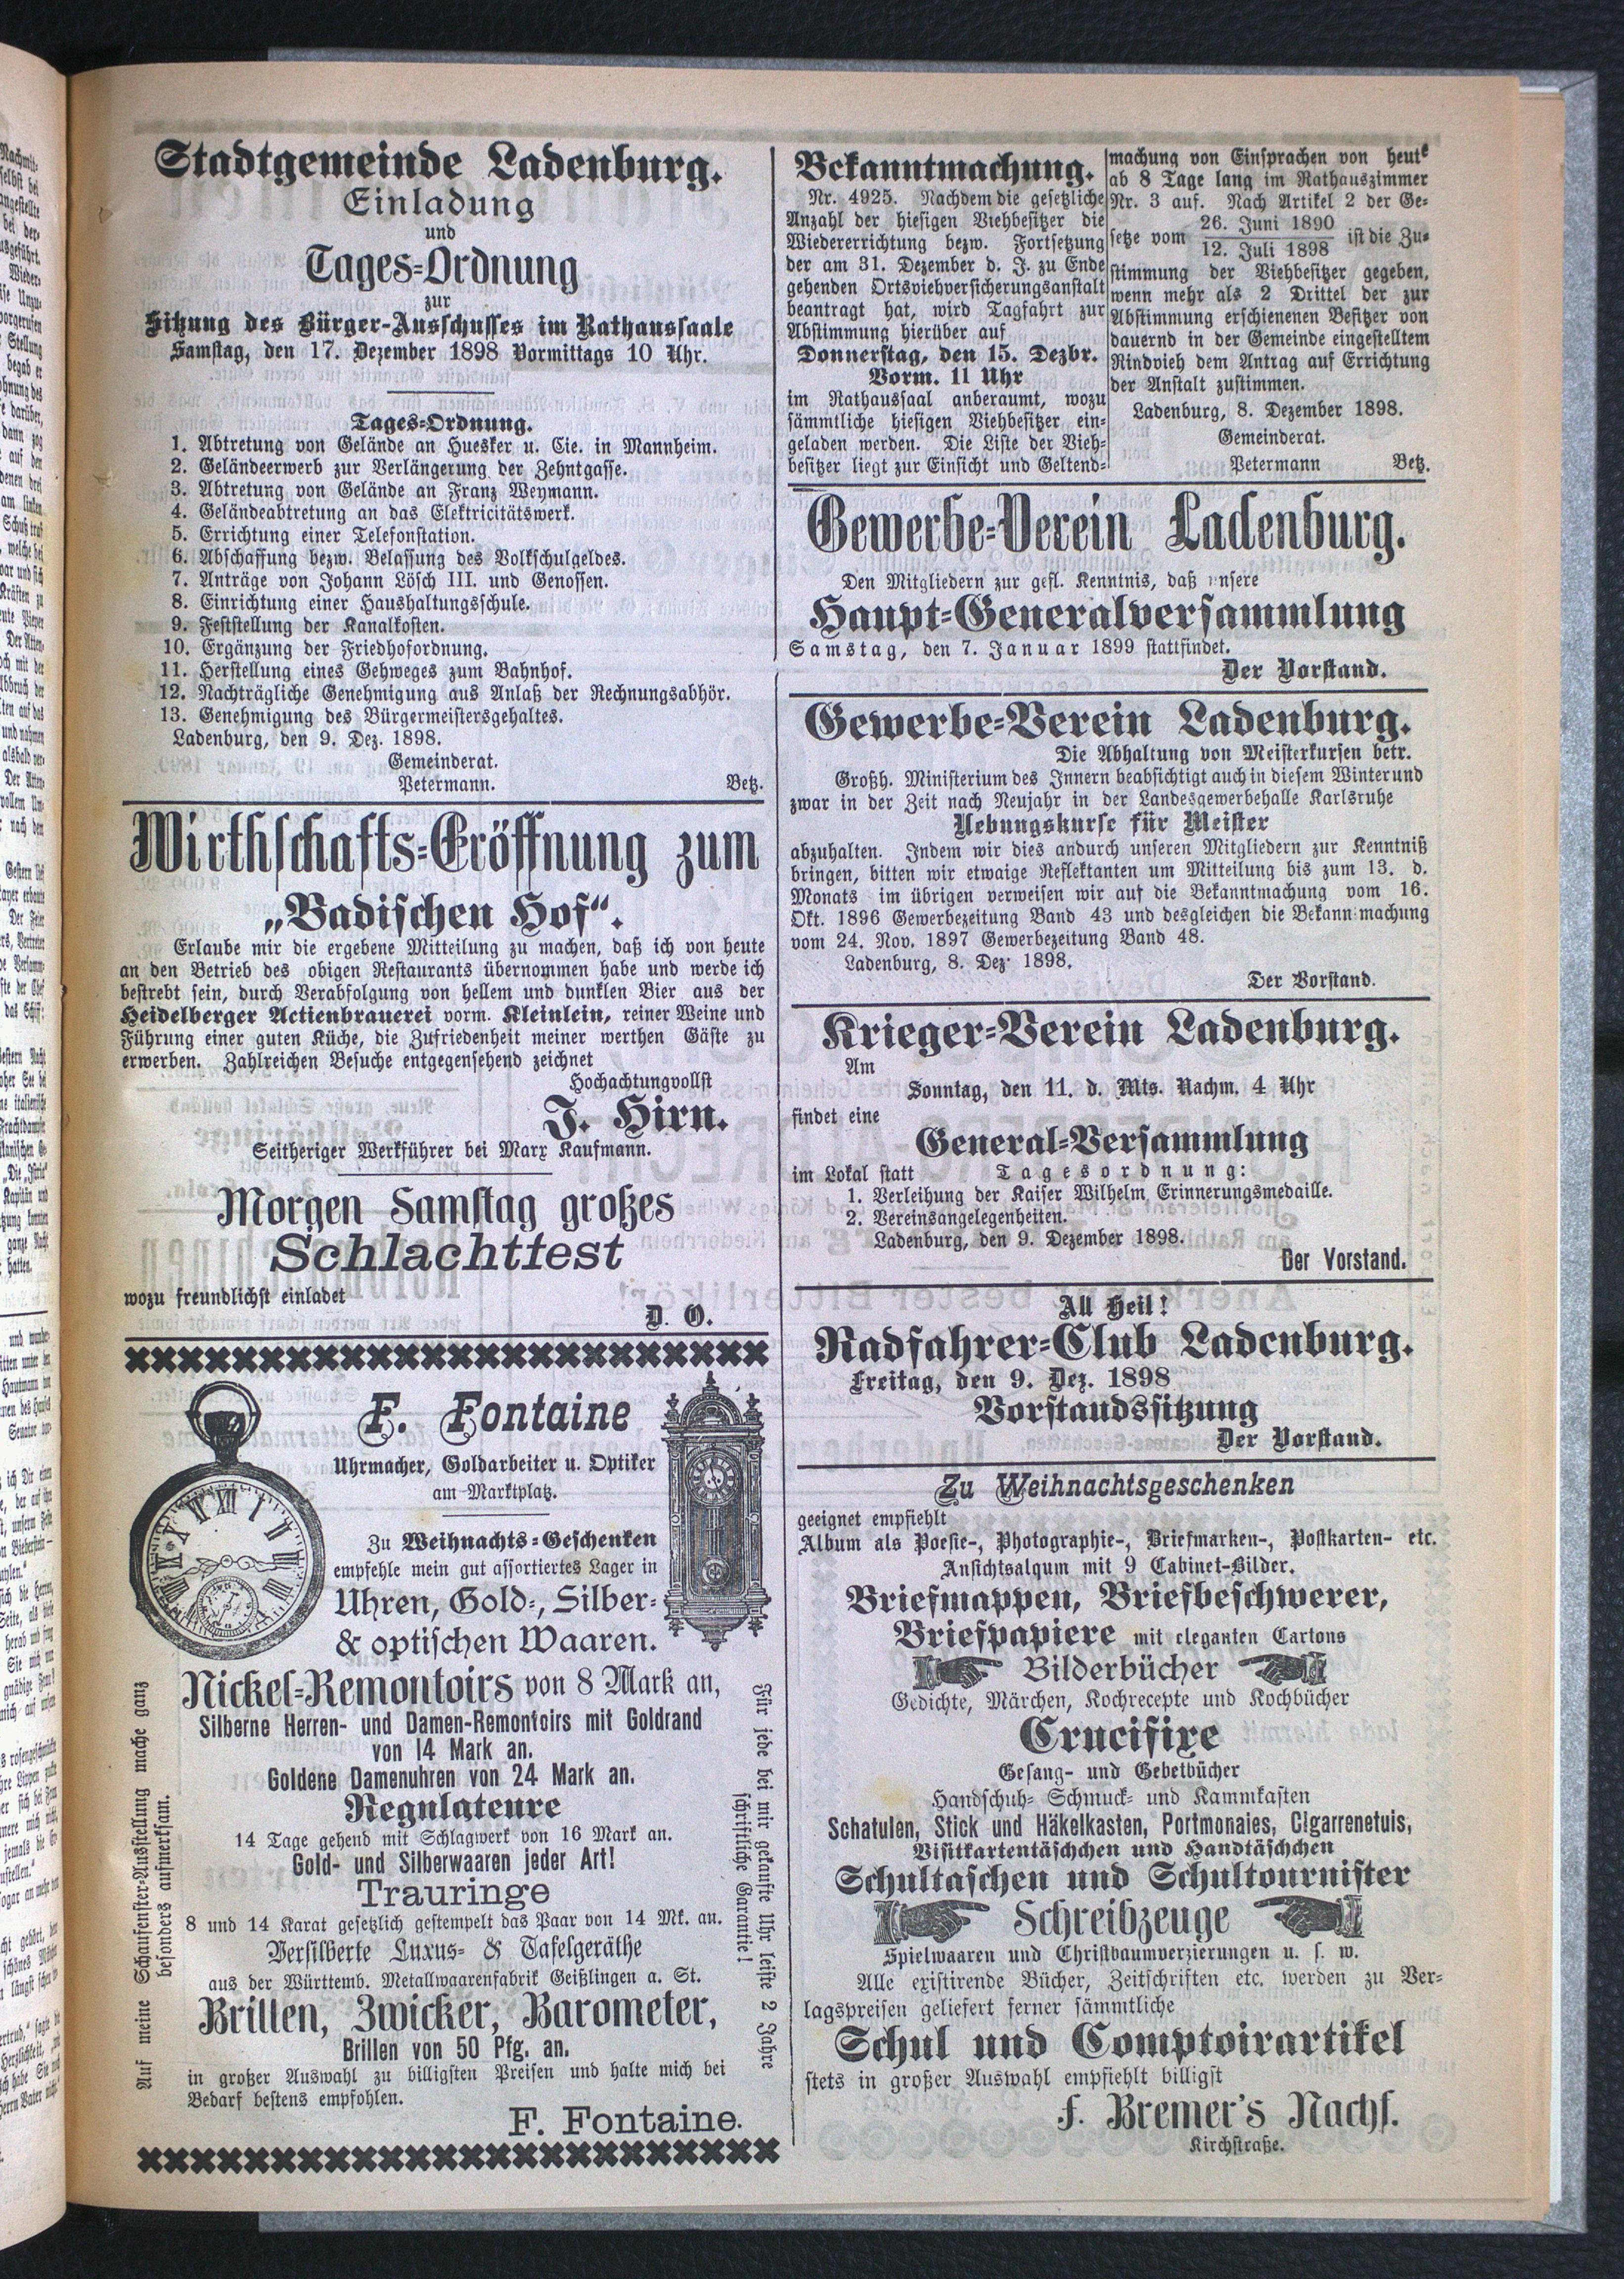 Stadtgemeinde Ladenburg.
Einladung
und
Tages-Ordnung
zur
Sitzung des Bürger-Ausschusses im Rathaussaale
Samstag, den 17. Dezember 1898 Vormittags 10 Uhr.
Tages-Ordnung.
1. Abtretung von Gelände an Huesker u. Cie. in Mannheim.
2. Geländeerwerb zur Verlängerung der Zehntgasse.
3. Abtretung von Gelände an Franz Weymann.
4. Geländeabtretung an das Elektricitätswerk.
5. Errichtung einer Telefonstation.
6. Abschaffung bezw. Belassung des Volkschulgeldes.
7. Anträge von Johann Lösch III. und Genossen.
8. Einrichtung einer Haushaltungsschule.
9. Feststellung der Kanalkosten.
10. Ergänzung der Friedhofordnung.
11. Herstellung eines Gehweges zum Bahnhof.
12. Nachträgliche Genehmigung aus Anlaß der Rechnungsabhör.
13. Genehmigung des Bürgermeistersgehaltes.
Ladenburg, den 9. Dez. 1898.
Gemeinderat.
Petermann. Betz.
Wirthschafts-Eröffnung zum
„Badischen Hof“.
Erlaube mir die ergebene Mitteilung zu machen, daß ich von heute
an den Betrieb des obigen Restaurants übernommen habe und werde ich
bestrebt sein, durch Verabfolgung von hellem und dunklen Bier aus der
Heidelberger Actienbrauerei vorm. Kleinlein, reiner Weine und
Führung einer guten Küche, die Zufriedenheit meiner werthen Gäste zu
erwerben. Zahlreichen Besuche entgegensehend zeichnet
Hochachtungvollst
J. Hirn.
Seitheriger Werkführer bei Marx Kaufmann.
Morgen Samstag großes
Schlachtfest
wozu freundlichst einladet
D. O.
F. Fontaine
Uhrmacher, Goldarbeiter u. Optiker
am Marktplatz.
Zu Weihnachts-Geschenken
empfehle mein gut assortiertes Lager in
Uhren, Gold-, Silber-
& optischen Waaren.
Nickel-Remontoirs von 8 Mark an,
Silberne Herren- und Damen-Remontoirs mit Goldrand
von 14 Mark an.
Goldene Damenuhren von 24 Mark an.
Regulateure
14 Tage gehend mit Schlagwerk von 16 Mark an.
Gold- und Silberwaaren jeder Art!
Trauringe
8 und 14 Karat gesetzlich gestempelt das Paar von 14 Mk. an.
Versilberte Luxus- & Tafelgeräthe
aus der Württemb. Metallwaarenfabrik Geißlingen a. St.
Brillen, Zwicker, Barometer,
Brillen von 50 Pfg. an.
in großer Auswahl zu billigsten Preisen und halte mich bei
Bedarf bestens empfohlen.
F. Fontaine.
Auf meine Schaufenster-Ausstellung mache ganz
besonders aufmerksam.
Für jede bei mir gekaufte Uhr leiste 2 Jahre
schriftliche Garantie!
Bekanntmachung.
Nr. 4925. Nachdem die gesetzliche
Anzahl der hiesigen Viehbesitzer die
Wiedererrichtung bezw. Fortsetzung
der am 31. Dezember d. J. zu Ende
gehenden Ortsviehversicherungsanstalt
beantragt hat, wird Tagfahrt zur
Abstimmung hierüber auf
Donnerstag, den 15. Dezbr.
Vorm. 11 Uhr
im Rathaussaal anberaumt, wozu
sämmtliche hiesigen Viehbesitzer ein-
geladen werden. Die Liste der Vieh-
besitzer liegt zur Einsicht und Geltend-
machung von Einsprachen von heute
ab 8 Tage lang im Rathauszimmer
Nr. 3 auf. Nach Artikel 2 der Ge-
setze vom 26. Juni 1890 / 12. Juli 1898 ist die Zu-
stimmung der Viehbesitzer gegeben,
wenn mehr als 2 Drittel der zur
Abstimmung erschienenen Besitzer von
dauernd in der Gemeinde eingestelltem
Rindvieh dem Antrag auf Errichtung
der Anstalt zustimmen.
Ladenburg, 8. Dezember 1898.
Gemeinderat.
Petermann Betz.
Gewerbe-Verein Ladenburg.
Den Mitgliedern zur gefl. Kenntnis, daß unsere
Haupt-Generalversammlung
Samstag, den 7. Januar 1899 stattfindet.
Der Vorstand.
Gewerbe-Verein Ladenburg.
Die Abhaltung von Meisterkursen betr.
Großh. Ministerium des Innern beabsichtigt auch in diesem Winter und
zwar in der Zeit nach Neujahr in der Landesgewerbehalle Karlsruhe
Uebungskurse für Meister
abzuhalten. Indem wir dies andurch unseren Mitgliedern zur Kenntniß
bringen, bitten wir etwaige Reflektanten um Mitteilung bis zum 13. d.
Monats im übrigen verweisen wir auf die Bekanntmachung vom 16.
Okt. 1896 Gewerbezeitung Band 43 und desgleichen die Bekanntmachung
vom 24. Nov. 1897 Gewerbezeitung Band 48.
Ladenburg, 8. Dez. 1898.
Der Vorstand.
Krieger-Verein Ladenburg.
Am
Sonntag, den 11. d. Mts. Nachm. 4 Uhr
findet eine
General-Versammlung
im Lokal statt Tagesordnung:
1. Verleihung der Kaiser Wilhelm Erinnerungsmedaille.
2. Vereinsangelegenheiten.
Ladenburg, den 9. Dezember 1898.
Der Vorstand.
All Heil!
Radfahrer-Club Ladenburg.
Freitag, den 9. Dez. 1898
Vorstandssitzung
Der Vorstand.
Zu Weihnachtsgeschenken
geeignet empfiehlt
Album als Poesie-, Photographie-, Briefmarken-, Postkarten- etc.
Ansichtsalqum mit 9 Cabinet-Bilder.
Briefmappen, Briefbeschwerer,
Briefpapiere mit eleganten Cartons
Bilderbücher
Gedichte, Märchen, Kochrecepte und Kochbücher
Crucifixe
Gesang- und Gebetbücher
Handschuh- Schmuck- und Kammkasten
Schatulen, Stick und Häkelkasten, Portmonaies, Cigarrenetuis,
Visitkartentäschchen und Handtäschchen
Schultaschen und Schultournister
Schreibzeuge
Spielwaaren und Christbaumverzierungen u. s. w.
Alle existirende Bücher, Zeitschriften etc. werden zu Ver-
lagspreisen geliefert ferner sämmtliche
Schul und Comptoirartikel
stets in großer Auswahl empfiehlt billigst
F. Bremer's Nachf.
Kirchstraße.